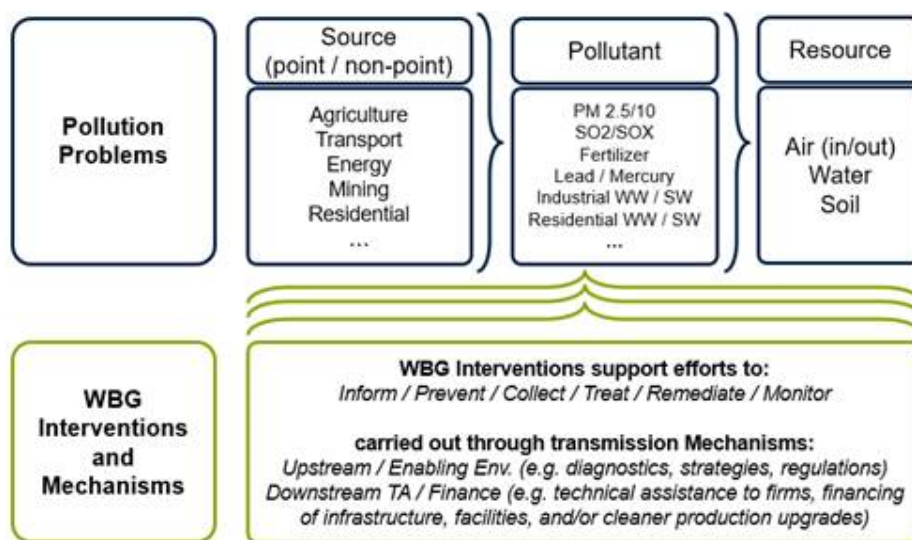 Pollution
Problems
Source
(point / non-point)
Agriculture
Transport
Energy
Mining
Residential
...
Pollutant
PM 2.5/10
SO2/SOX
Fertilizer
Lead / Mercury
Industrial WW / SW
Residential WW / SW
...
Resource
Air (in/out)
Water
Soil
WBG
Interventions
and
Mechanisms
WBG Interventions support efforts to:
Inform / Prevent / Collect / Treat / Remediate / Monitor
carried out through transmission Mechanisms:
Upstream / Enabling Env. (e.g. diagnostics, strategies, regulations)
Downstream TA / Finance (e.g. technical assistance to firms, financing
of infrastructure, facilities, and/or cleaner production upgrades)